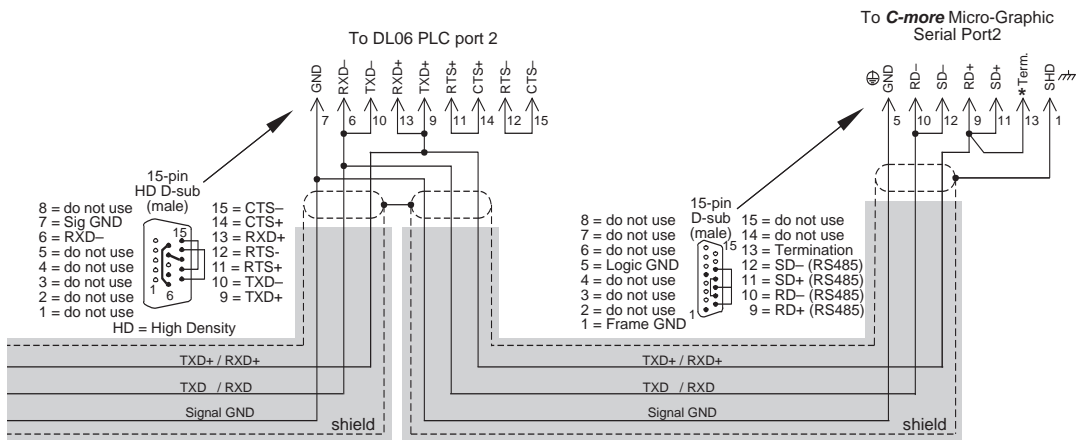 To C-more Micro-Graphic
Serial Port2
To DL06 PLC port 2
GND
RXD–
TXD–
RXD+
TXD+
RTS+
CTS+
RTS–
CTS–
7
6
10
13
9
11
14
12
15
GND
RD–
SD–
RD+
SD+
*Term.
SHD
5
10
12
9
11
13
1
15-pin
HD D-sub
(male)
8 = do not use
7 = Sig GND
6 = RXD–
5 = do not use
4 = do not use
3 = do not use
2 = do not use
1 = do not use
15
1
6
15 = CTS–
14 = CTS+
13 = RXD+
12 = RTS-
11 = RTS+
10 = TXD–
9 = TXD+
HD = High Density
15-pin
D-sub
(male)
8 = do not use
7 = do not use
6 = do not use
5 = Logic GND
4 = do not use
3 = do not use
2 = do not use
1 = Frame GND
15
1
15 = do not use
14 = do not use
13 = Termination
12 = SD– (RS485)
11 = SD+ (RS485)
10 = RD– (RS485)
9 = RD+ (RS485)
TXD+ / RXD+
TXD / RXD
Signal GND
shield
TXD+ / RXD+
TXD / RXD
Signal GND
shield